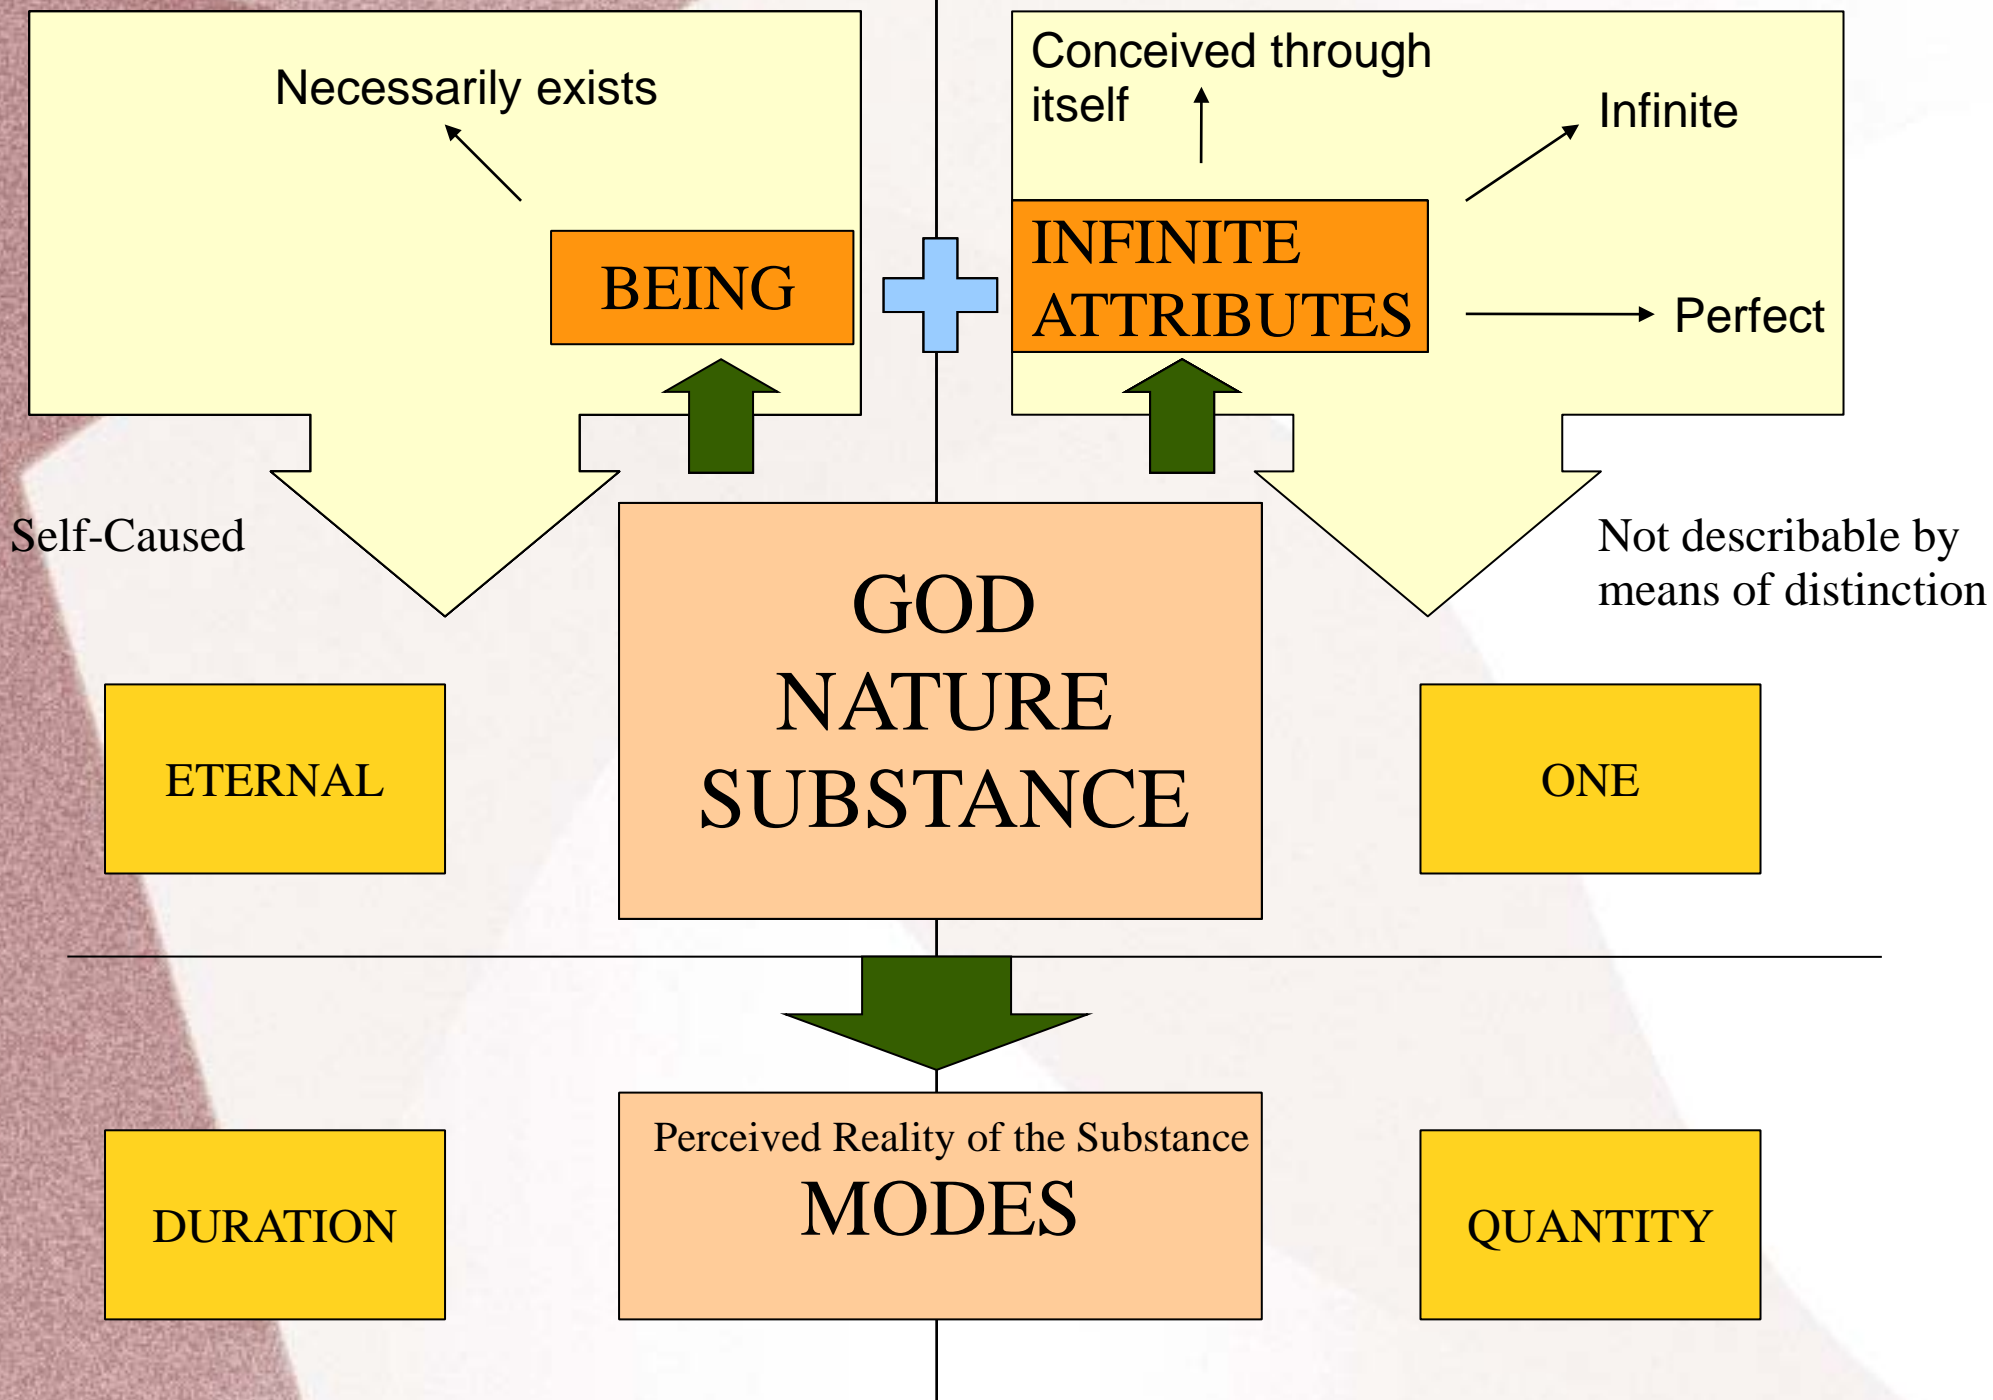 Necessarily exists
BEING
Conceived through
itself
Infinite
INFINITE
ATTRIBUTES
Perfect
Self-Caused
GOD
NATURE
SUBSTANCE
Not describable by
means of distinction
ETERNAL
ONE
Perceived Reality of the Substance
MODES
DURATION
QUANTITY